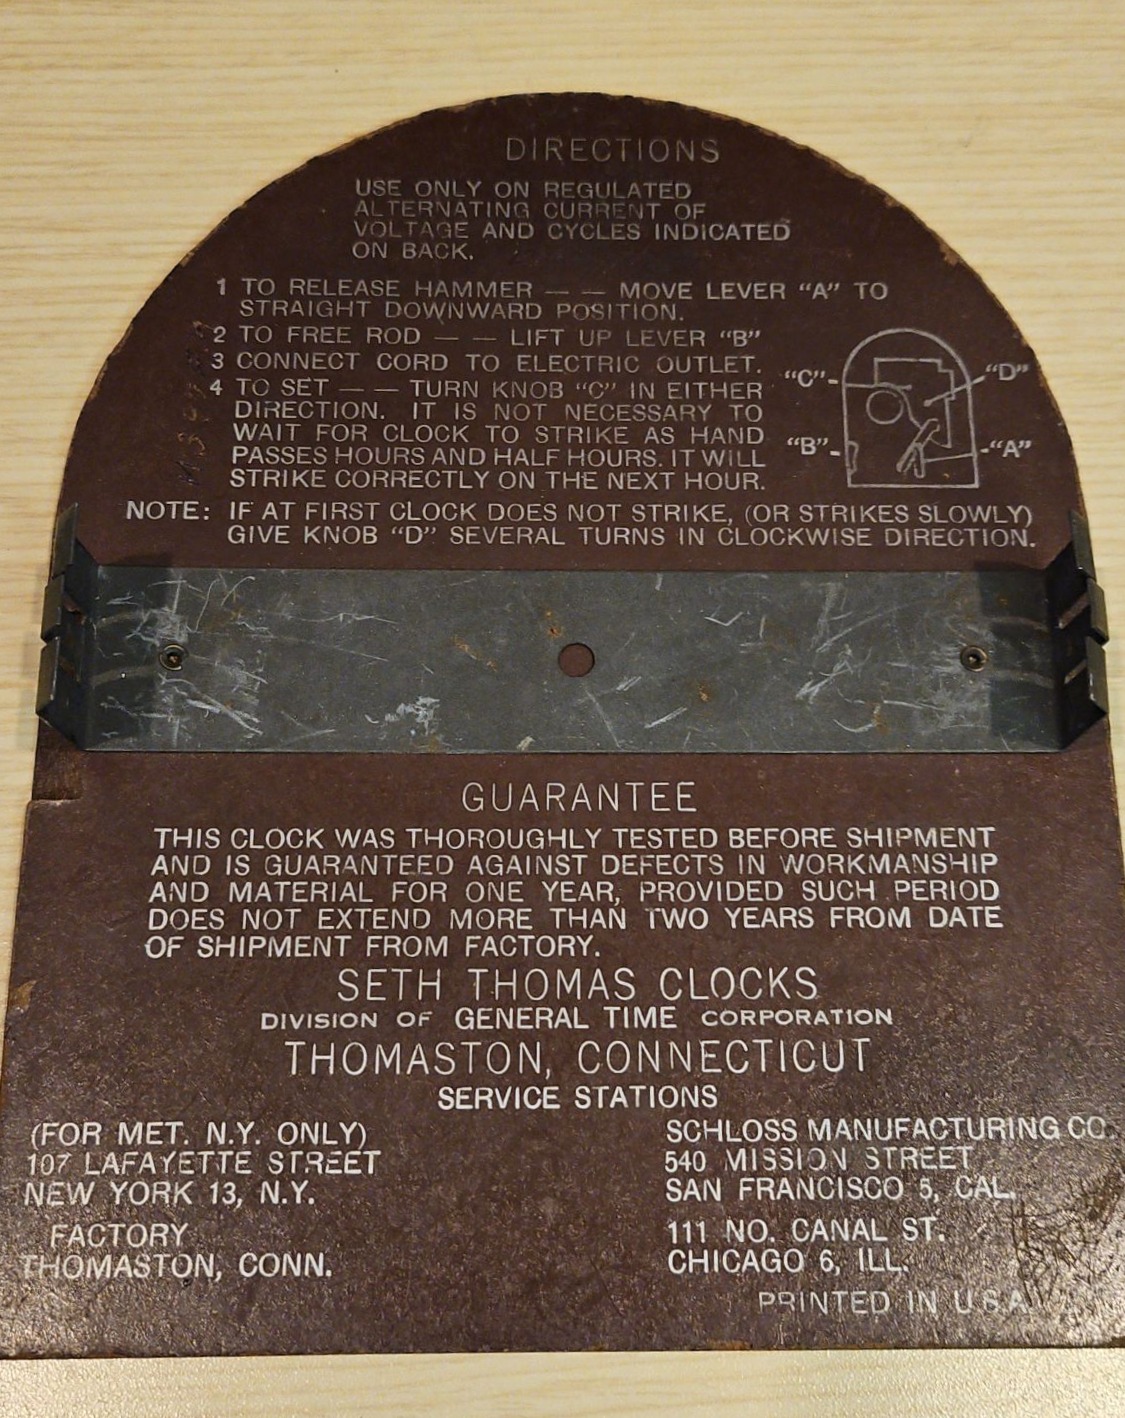 DIRECTIONS
USE ONLY ON REGULATED
ALTERNATING CURRENT OF
VOLTAGE AND CYCLES INDICATED
ON BACK.
1 TO RELEASE HAMMER — — MOVE LEVER “A” TO
STRAIGHT DOWNWARD POSITION.
2 TO FREE ROD — — LIFT UP LEVER “B”
3 CONNECT CORD TO ELECTRIC OUTLET.
4 TO SET — — TURN KNOB “C” IN EITHER
DIRECTION. IT IS NOT NECESSARY TO
WAIT FOR CLOCK TO STRIKE AS HAND
PASSES HOURS AND HALF HOURS. IT WILL
STRIKE CORRECTLY ON THE NEXT HOUR.
“C”- -“D”
“B”- -“A”
NOTE: IF AT FIRST CLOCK DOES NOT STRIKE, (OR STRIKES SLOWLY)
GIVE KNOB “D” SEVERAL TURNS IN CLOCKWISE DIRECTION.
GUARANTEE
THIS CLOCK WAS THOROUGHLY TESTED BEFORE SHIPMENT
AND IS GUARANTEED AGAINST DEFECTS IN WORKMANSHIP
AND MATERIAL FOR ONE YEAR, PROVIDED SUCH PERIOD
DOES NOT EXTEND MORE THAN TWO YEARS FROM DATE
OF SHIPMENT FROM FACTORY.
SETH THOMAS CLOCKS
DIVISION OF GENERAL TIME CORPORATION
THOMASTON, CONNECTICUT
SERVICE STATIONS
(FOR MET. N.Y. ONLY)
107 LAFAYETTE STREET
NEW YORK 13, N.Y.
FACTORY
THOMASTON, CONN.
SCHLOSS MANUFACTURING CO.
540 MISSION STREET
SAN FRANCISCO 5, CAL.
111 NO. CANAL ST.
CHICAGO 6, ILL.
PRINTED IN U.S.A.